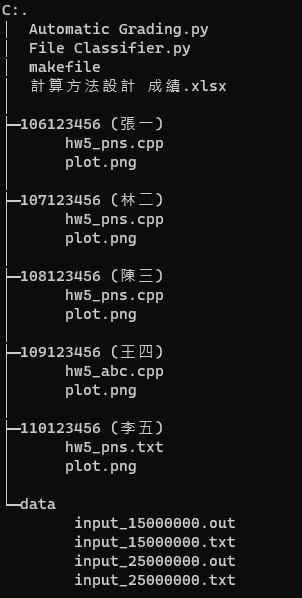 C:.
│  Automatic Grading.py
│  File Classifier.py
│  makefile
│  計算方法設計 成績.xlsx
│
├─106123456 (張一)
│      hw5_pns.cpp
│      plot.png
│
├─107123456 (林二)
│      hw5_pns.cpp
│      plot.png
│
├─108123456 (陳三)
│      hw5_pns.cpp
│      plot.png
│
├─109123456 (王四)
│      hw5_abc.cpp
│      plot.png
│
├─110123456 (李五)
│      hw5_pns.txt
│      plot.png
│
└─data
        input_15000000.out
        input_15000000.txt
        input_25000000.out
        input_25000000.txt